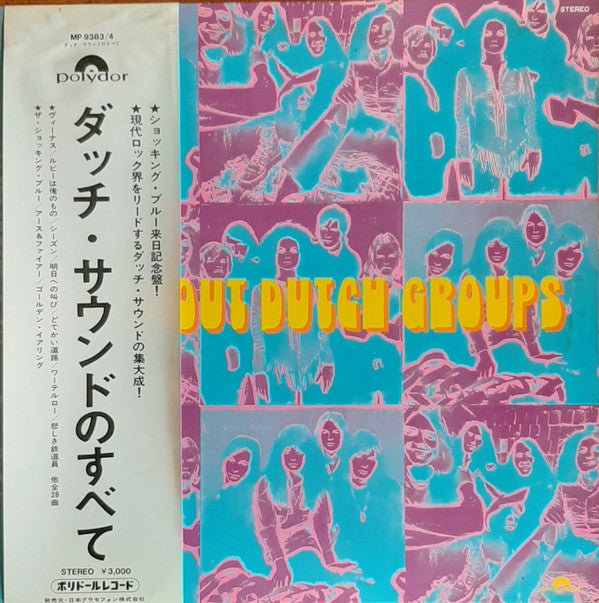 MP 9383/4
ダッチ・サウンドのすべて
polydor
ダッチ・サウンドのすべて
★ショッキング・ブルー来日記念盤!
★現代ロック界をリードするダッチ・サウンドの集大成!
★ヴィーナス/ルビーは俺のもの/シーズン/明日への叫び/どでかい道路/ワーテルロー/悲しき鉄道員 他全28曲
★ザ・ショッキング・ブルー/アース&ファイアー/ゴールデン・イアリング
STEREO ¥3,000
ポリドールレコード
発売元・日本グラモフォン株式会社
STEREO
OUT DUTCH GROUPS